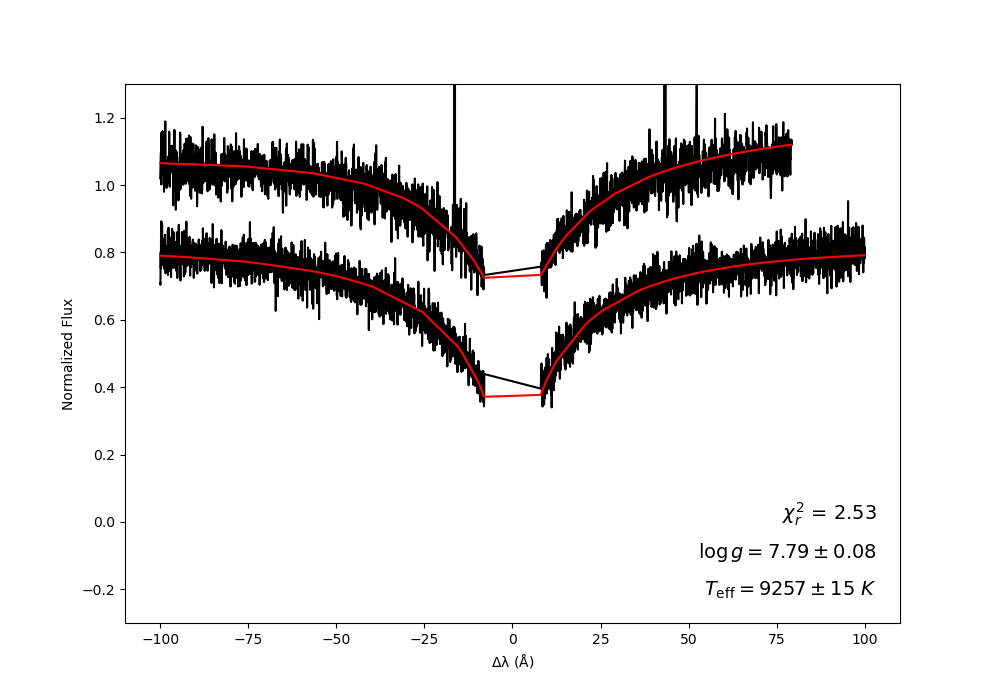 1.2
1.0
0.8
0.6
0.4
0.2
0.0
−0.2
Normalized Flux
χ²ᵣ = 2.53
log g = 7.79 ± 0.08
T_eff = 9257 ± 15 K
−100 −75 −50 −25 0 25 50 75 100
Δλ (Å)